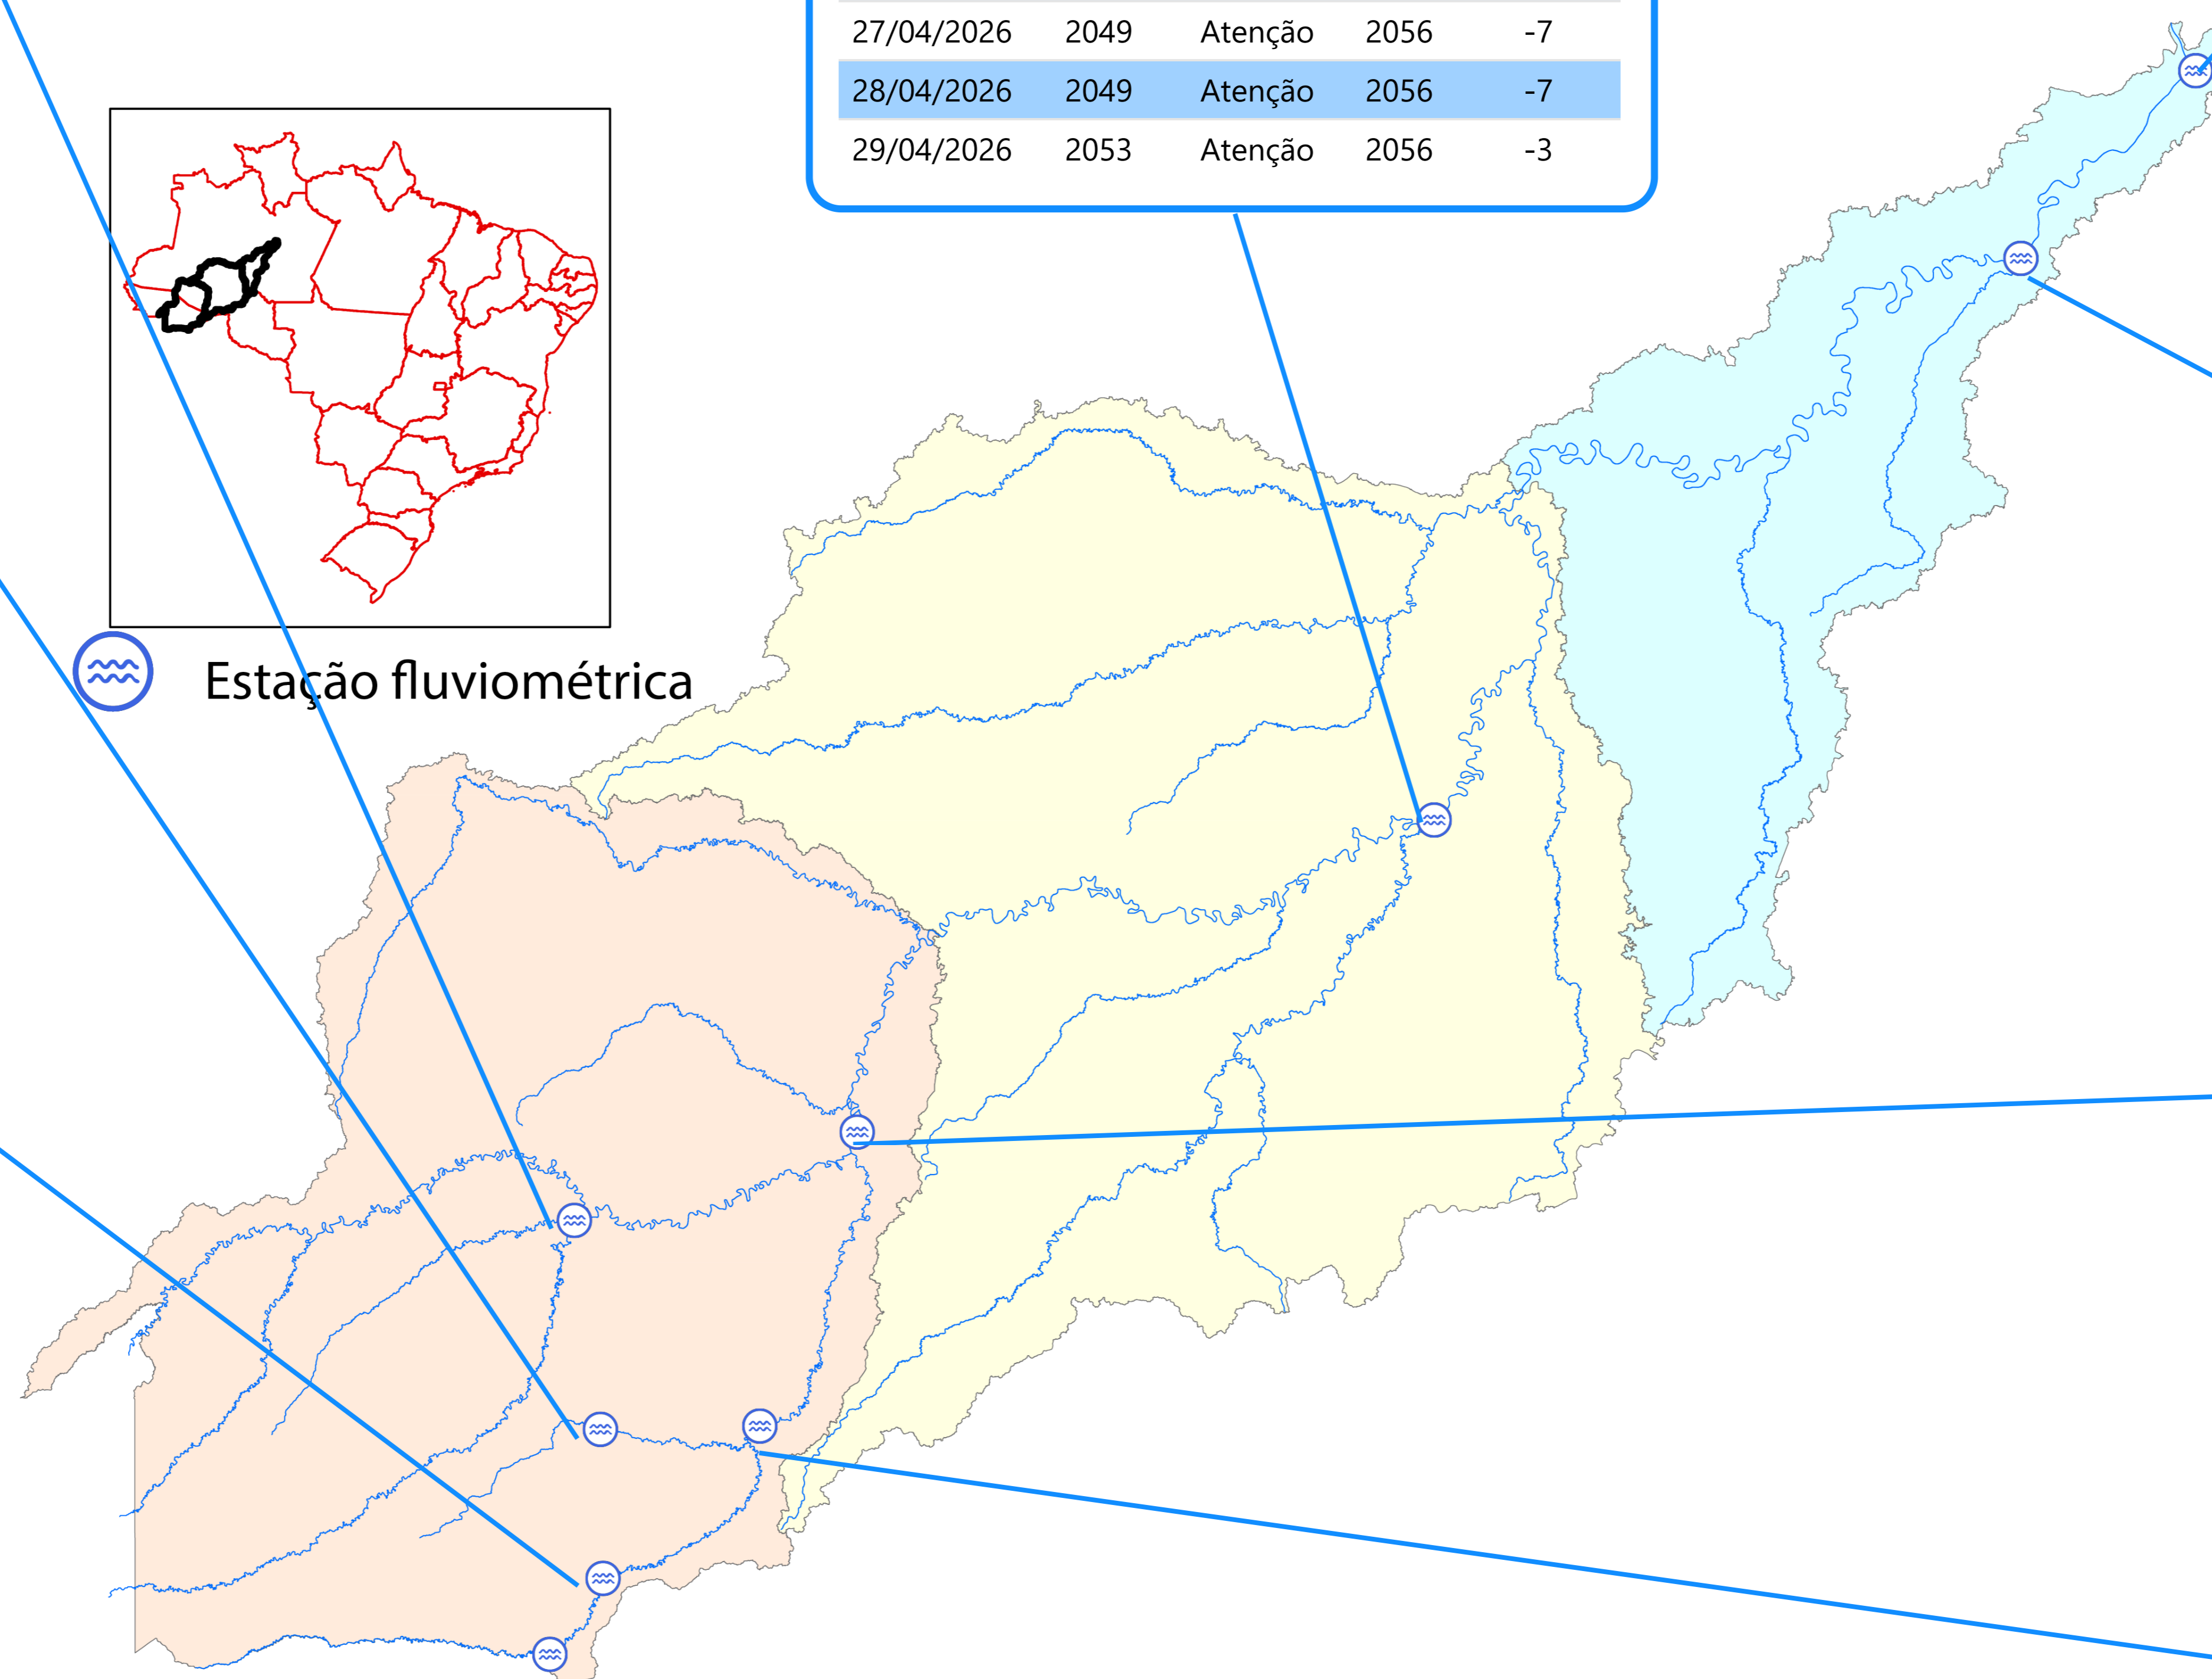 27/04/2026 2049 Atenção 2056 -7
28/04/2026 2049 Atenção 2056 -7
29/04/2026 2053 Atenção 2056 -3
Estação fluviométrica